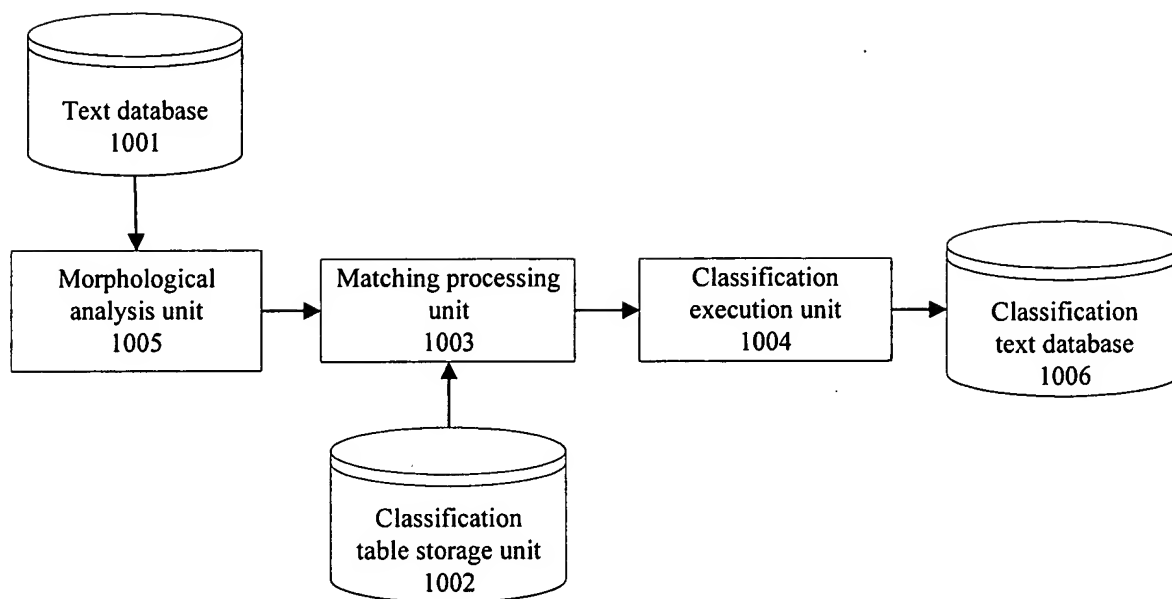 Text database
1001
Morphological
analysis unit
1005
Matching processing
unit
1003
Classification
execution unit
1004
Classification
text database
1006
Classification
table storage unit
1002